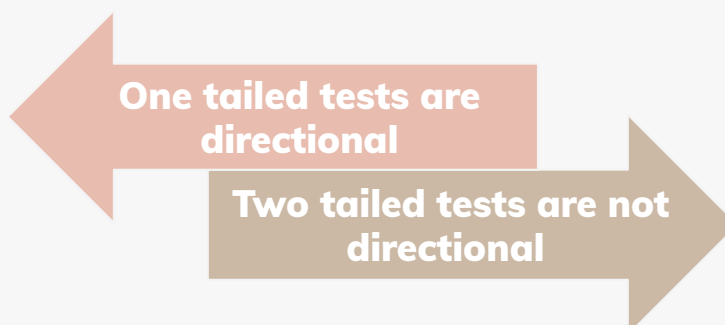 One tailed tests are
directional
Two tailed tests are not
directional